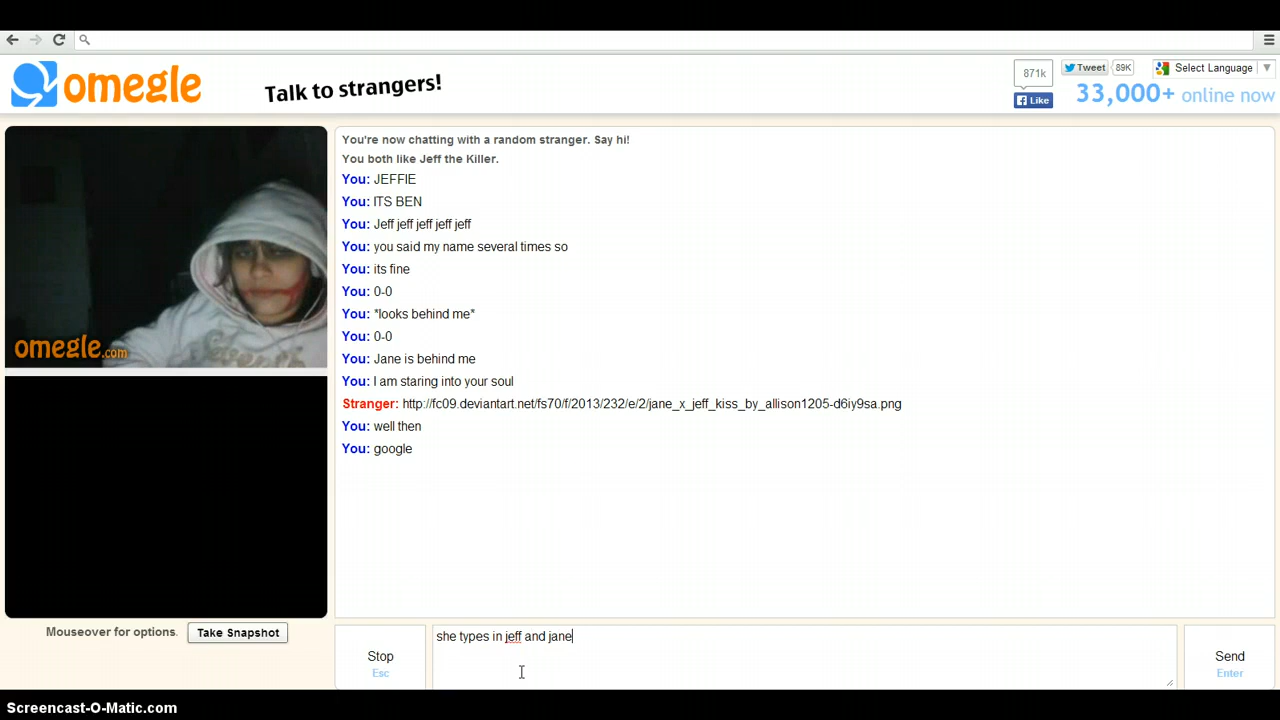 omegle
Talk to strangers!
871k
Like
Tweet
89K
Select Language
33,000+ online now
omegle.com
You're now chatting with a random stranger. Say hi!
You both like Jeff the Killer.
You: JEFFIE
You: ITS BEN
You: Jeff jeff jeff jeff jeff
You: you said my name several times so
You: its fine
You: 0-0
You: *looks behind me*
You: 0-0
You: Jane is behind me
You: I am staring into your soul
Stranger: http://fc09.deviantart.net/fs70/f/2013/232/e/2/jane_x_jeff_kiss_by_allison1205-d6iy9sa.png
You: well then
You: google
Mouseover for options.
Take Snapshot
Stop
Esc
she types in jeff and jane
Send
Enter
Screencast-O-Matic.com